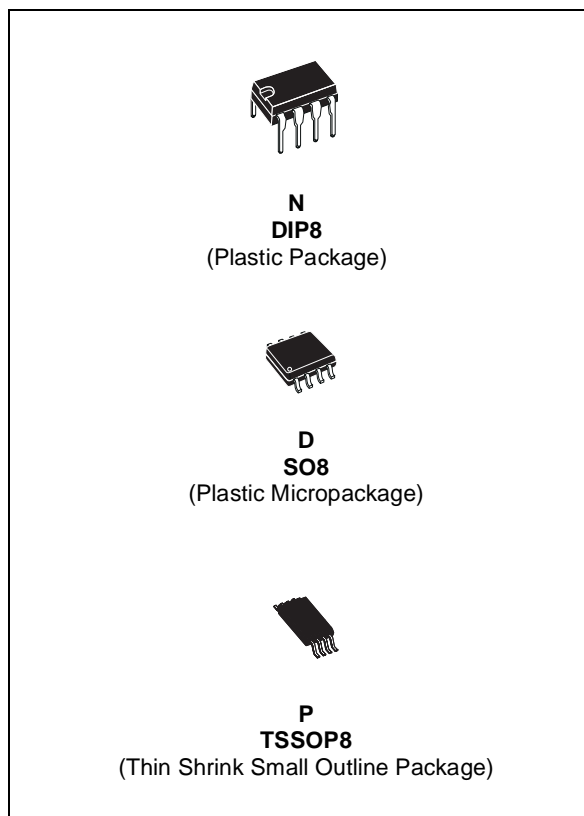 N
DIP8
(Plastic Package)
D
SO8
(Plastic Micropackage)
P
TSSOP8
(Thin Shrink Small Outline Package)